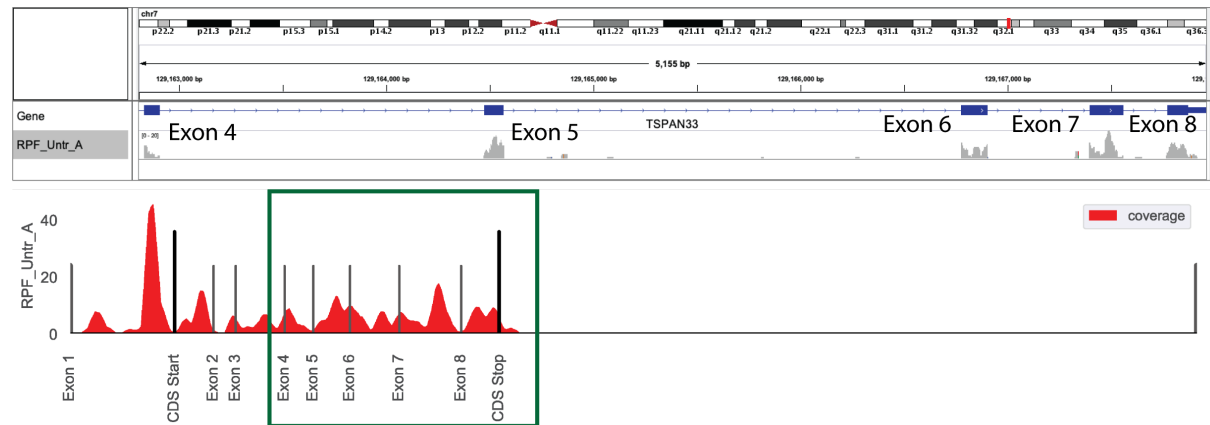 chr7
p22.2 p21.3 p21.2 p15.3 p15.1 p14.2 p13 p12.2 p11.2 q11.1 q11.22 q11.23 q21.11 q21.12 q21.2 q22.1 q22.3 q31.1 q31.2 q31.32 q32.1 q33 q34 q35 q36.1 q36.3
5,155 bp
129,163,000 bp 129,164,000 bp 129,165,000 bp 129,166,000 bp 129,167,000 bp 129,
Gene
TSPAN33
Exon 4 Exon 5 Exon 6 Exon 7 Exon 8
[0 - 20]
RPF_Untr_A
RPF_Untr_A
40
20
0
coverage
Exon 1
CDS Start
Exon 2
Exon 3
Exon 4
Exon 5
Exon 6
Exon 7
Exon 8
CDS Stop